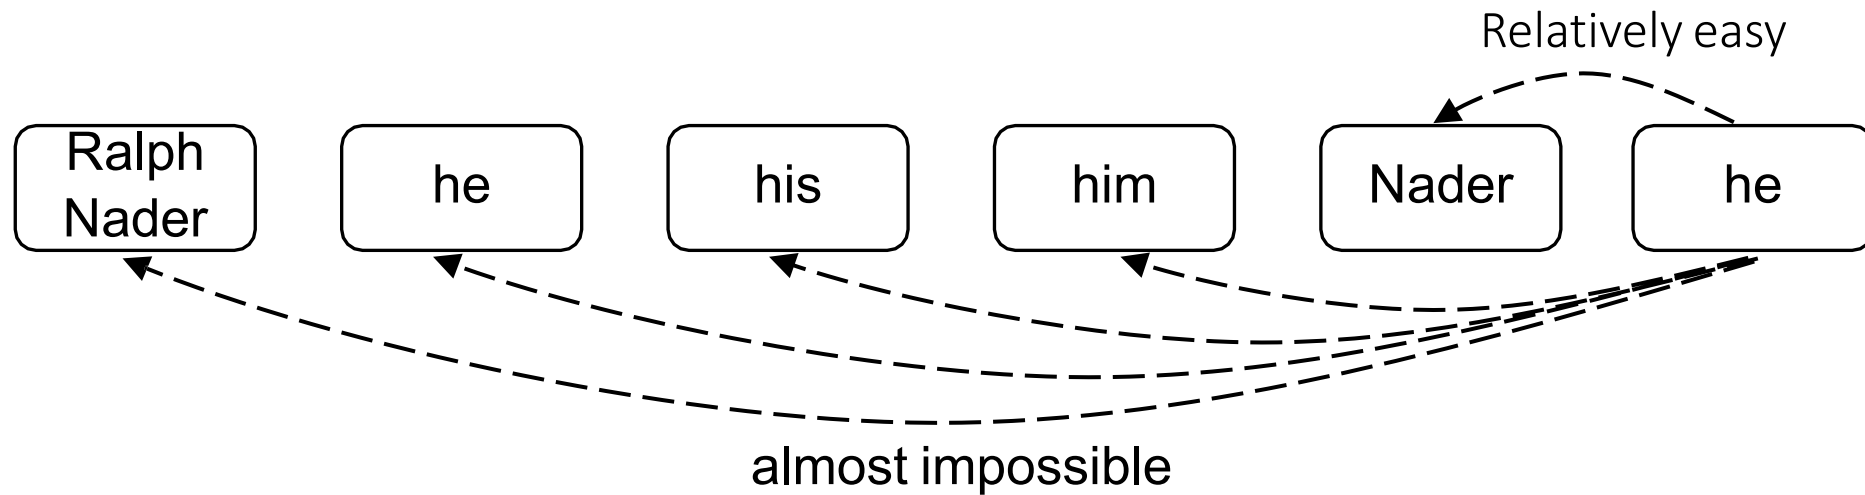 Relatively easy
Ralph
Nader
he
his
him
Nader
he
almost impossible